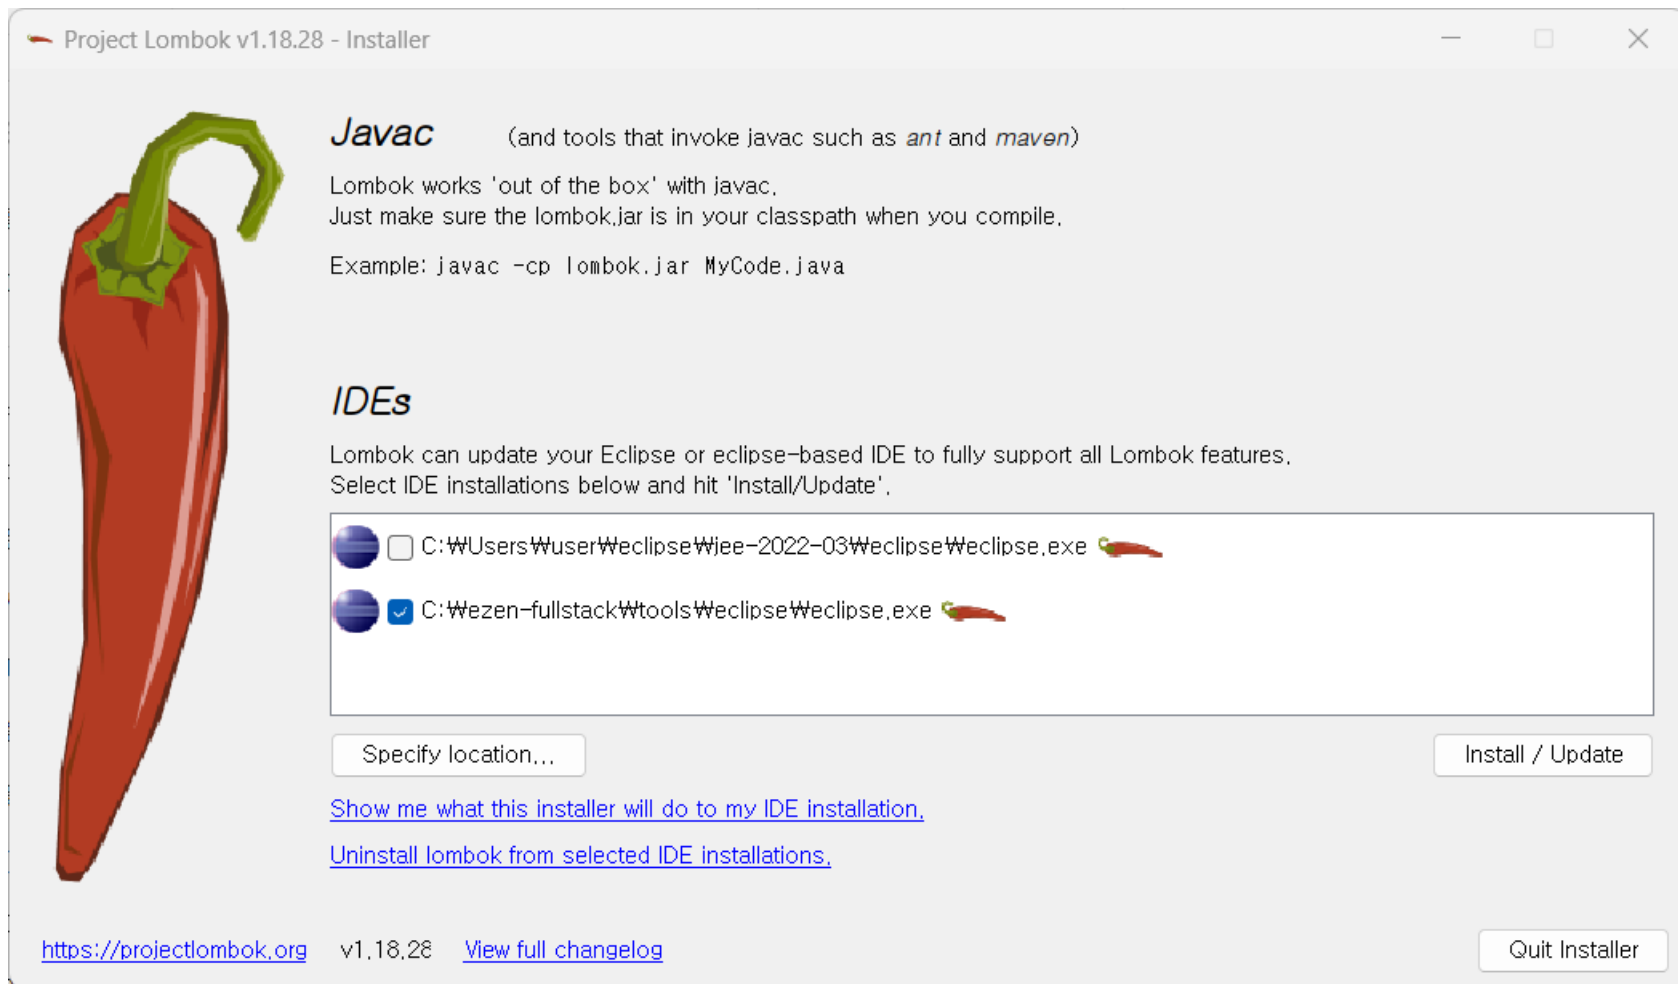 Project Lombok v1.18.28 - Installer
Javac (and tools that invoke javac such as ant and maven)
Lombok works 'out of the box' with javac.
Just make sure the lombok.jar is in your classpath when you compile.
Example: javac -cp lombok.jar MyCode.java
IDEs
Lombok can update your Eclipse or eclipse-based IDE to fully support all Lombok features.
Select IDE installations below and hit 'Install/Update'.
C:₩Users₩user₩eclipse₩jee-2022-03₩eclipse₩eclipse.exe
C:₩ezen-fullstack₩tools₩eclipse₩eclipse.exe
Specify location... Install / Update
Show me what this installer will do to my IDE installation.
Uninstall lombok from selected IDE installations.
https://projectlombok.org v1.18.28 View full changelog Quit Installer